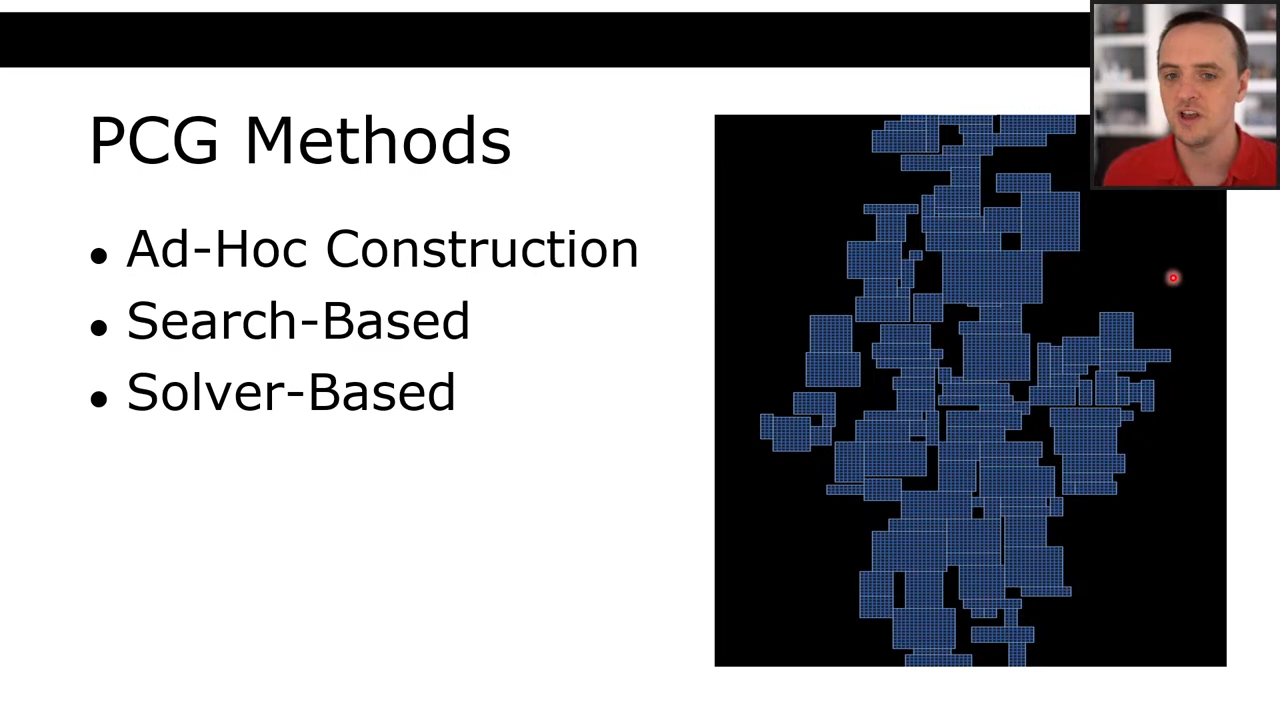 PCG Methods
• Ad-Hoc Construction
• Search-Based
• Solver-Based